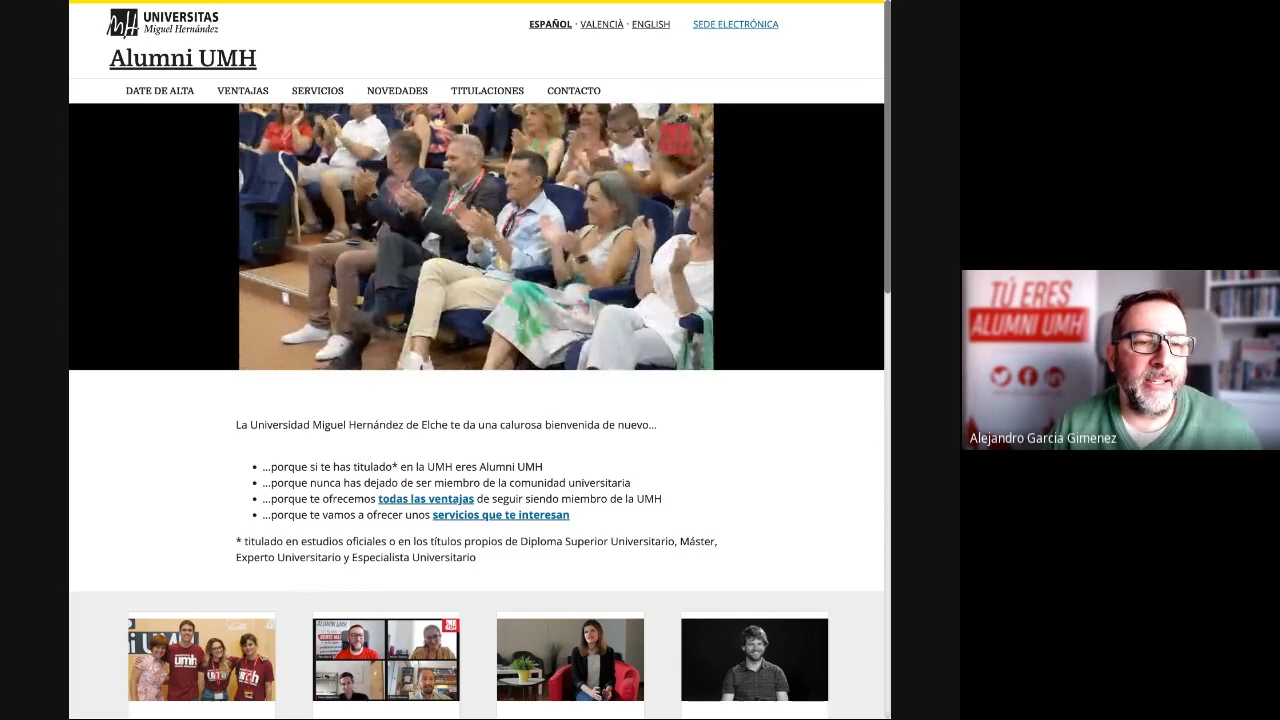 UNIVERSITAS
Miguel Hernández
ESPAÑOL · VALENCIÀ · ENGLISH
SEDE ELECTRÓNICA
Alumni UMH
DATE DE ALTA
VENTAJAS
SERVICIOS
NOVEDADES
TITULACIONES
CONTACTO
TÚ ERES
ALUMNI UMH
Alejandro Garcia Gimenez
La Universidad Miguel Hernández de Elche te da una calurosa bienvenida de nuevo...
...porque si te has titulado* en la UMH eres Alumni UMH
...porque nunca has dejado de ser miembro de la comunidad universitaria
...porque te ofrecemos todas las ventajas de seguir siendo miembro de la UMH
...porque te vamos a ofrecer unos servicios que te interesan
* titulado en estudios oficiales o en los títulos propios de Diploma Superior Universitario, Máster,
Experto Universitario y Especialista Universitario
umh
ALUMNI UMH